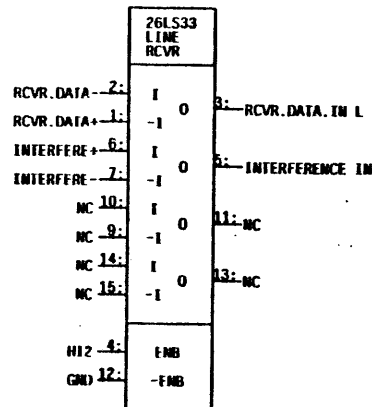 26LS33
LINE
RCVR
RCVR.DATA- 2: I
O 3: RCVR.DATA.IN L
RCVR.DATA+ 1: -I
INTERFERE+ 6: I
O 5: INTERFERENCE IN
INTERFERE- 7: -I
NC 10: I
O 11: NC
NC 9: -I
NC 14: I
O 13: NC
NC 15: -I
HI2 4: ENB
GND 12: -ENB